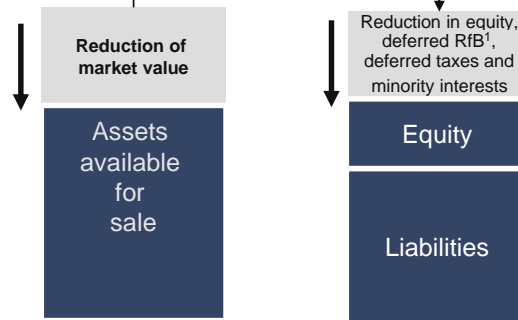 Reduction of
market value
Assets
available
for
sale
Reduction in equity,
deferred RfB¹,
deferred taxes and
minority interests
Equity
Liabilities